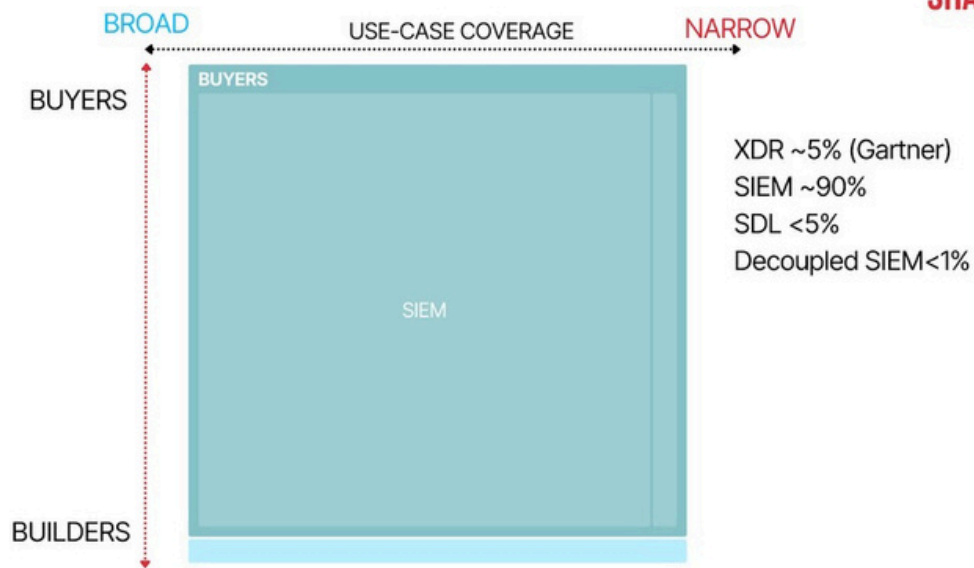 BROAD
USE-CASE COVERAGE
NARROW
BUYERS
BUYERS
XDR ~5% (Gartner)
SIEM ~90%
SDL <5%
Decoupled SIEM<1%
SIEM
BUILDERS